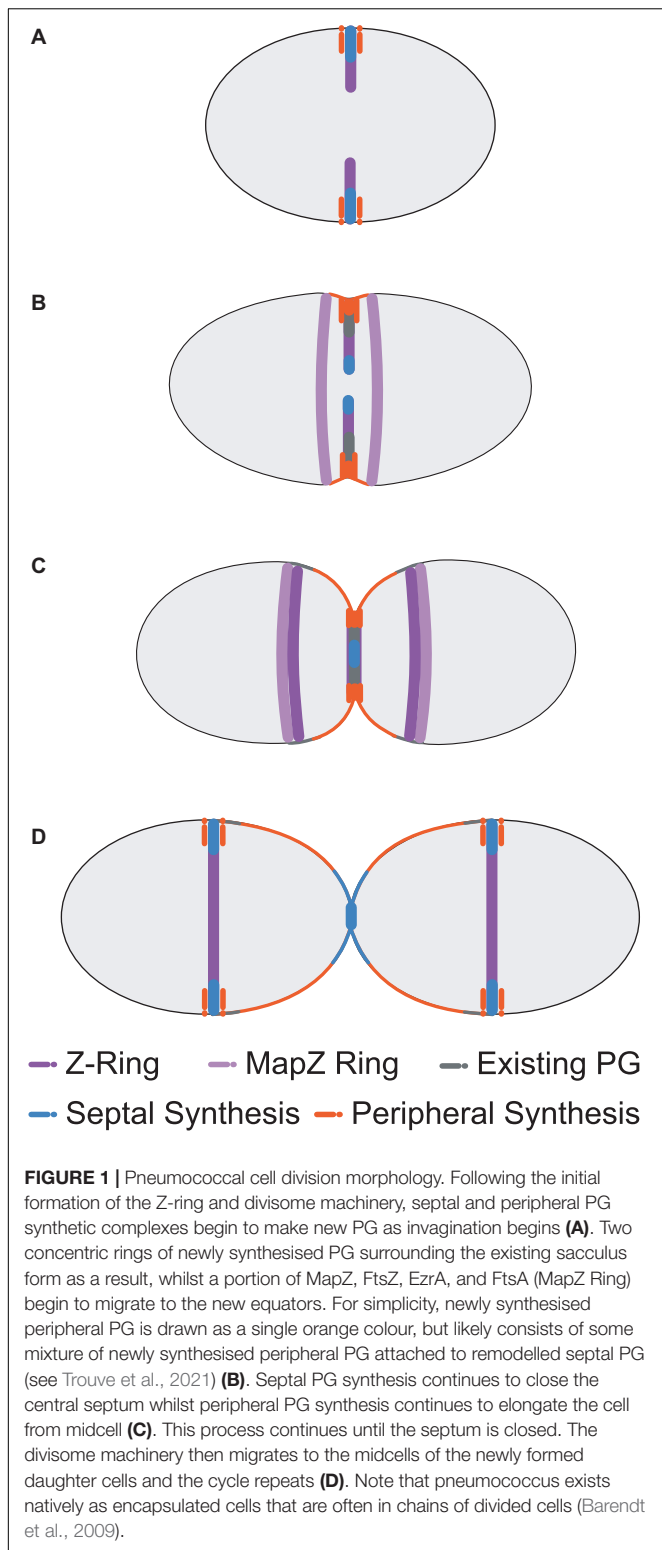 A
B
C
D
Z-Ring MapZ Ring Existing PG
Septal Synthesis Peripheral Synthesis
FIGURE 1 | Pneumococcal cell division morphology. Following the initial
formation of the Z-ring and divisome machinery, septal and peripheral PG
synthetic complexes begin to make new PG as invagination begins (A). Two
concentric rings of newly synthesised PG surrounding the existing sacculus
form as a result, whilst a portion of MapZ, FtsZ, EzrA, and FtsA (MapZ Ring)
begin to migrate to the new equators. For simplicity, newly synthesised
peripheral PG is drawn as a single orange colour, but likely consists of some
mixture of newly synthesised peripheral PG attached to remodelled septal PG
(see Trouve et al., 2021) (B). Septal PG synthesis continues to close the
central septum whilst peripheral PG synthesis continues to elongate the cell
from midcell (C). This process continues until the septum is closed. The
divisome machinery then migrates to the midcells of the newly formed
daughter cells and the cycle repeats (D). Note that pneumococcus exists
natively as encapsulated cells that are often in chains of divided cells (Barendt
et al., 2009).